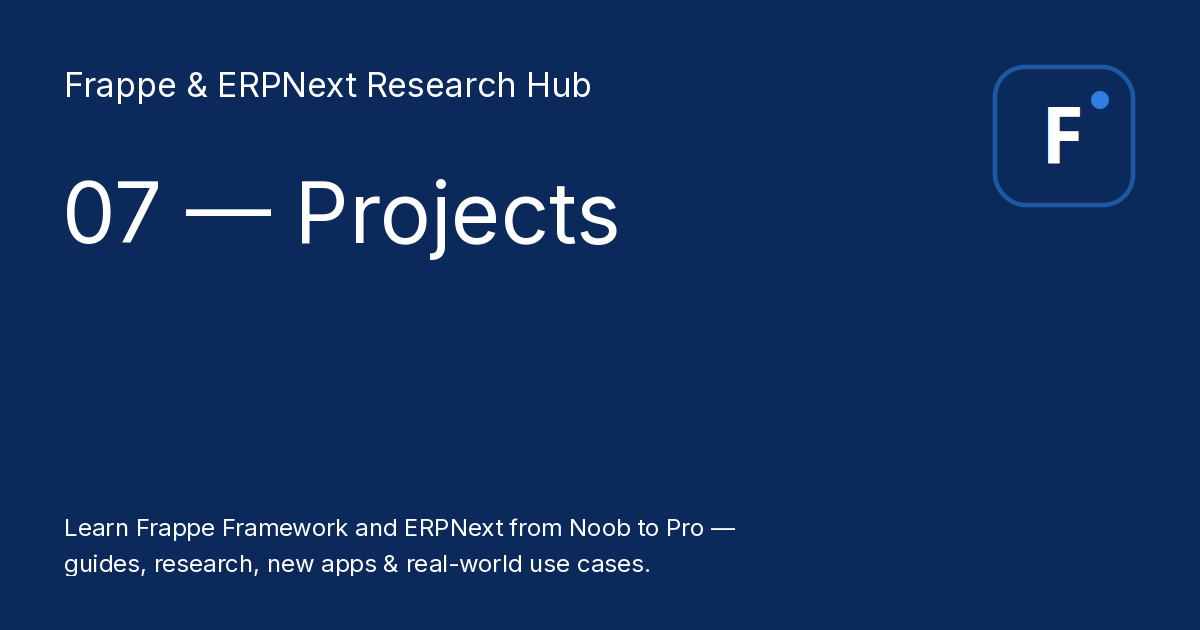 Frappe & ERPNext Research Hub
F
07 — Projects
Learn Frappe Framework and ERPNext from Noob to Pro —
guides, research, new apps & real-world use cases.